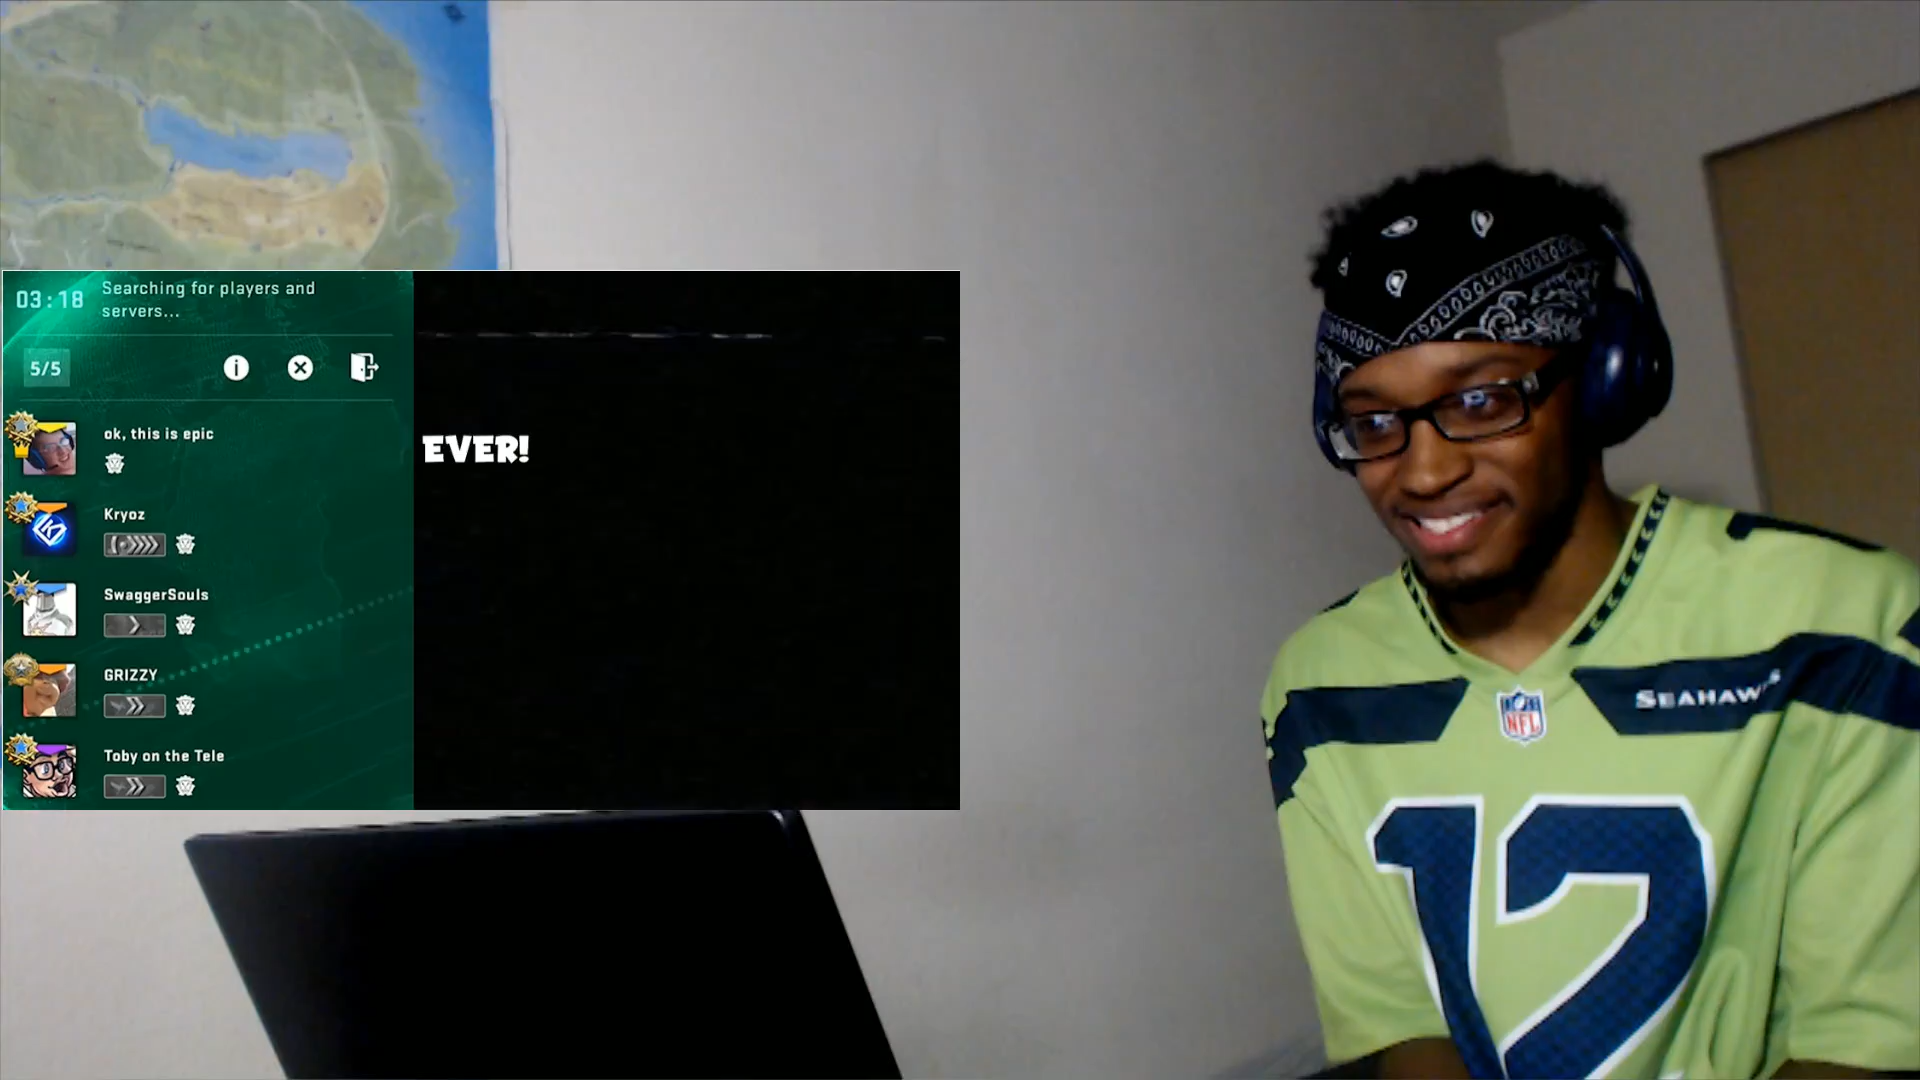 03:18
Searching for players and
servers...
5/5
ok, this is epic
Kryoz
SwaggerSouls
GRIZZY
Toby on the Tele
EVER!
SEAHAWKS
NFL
12